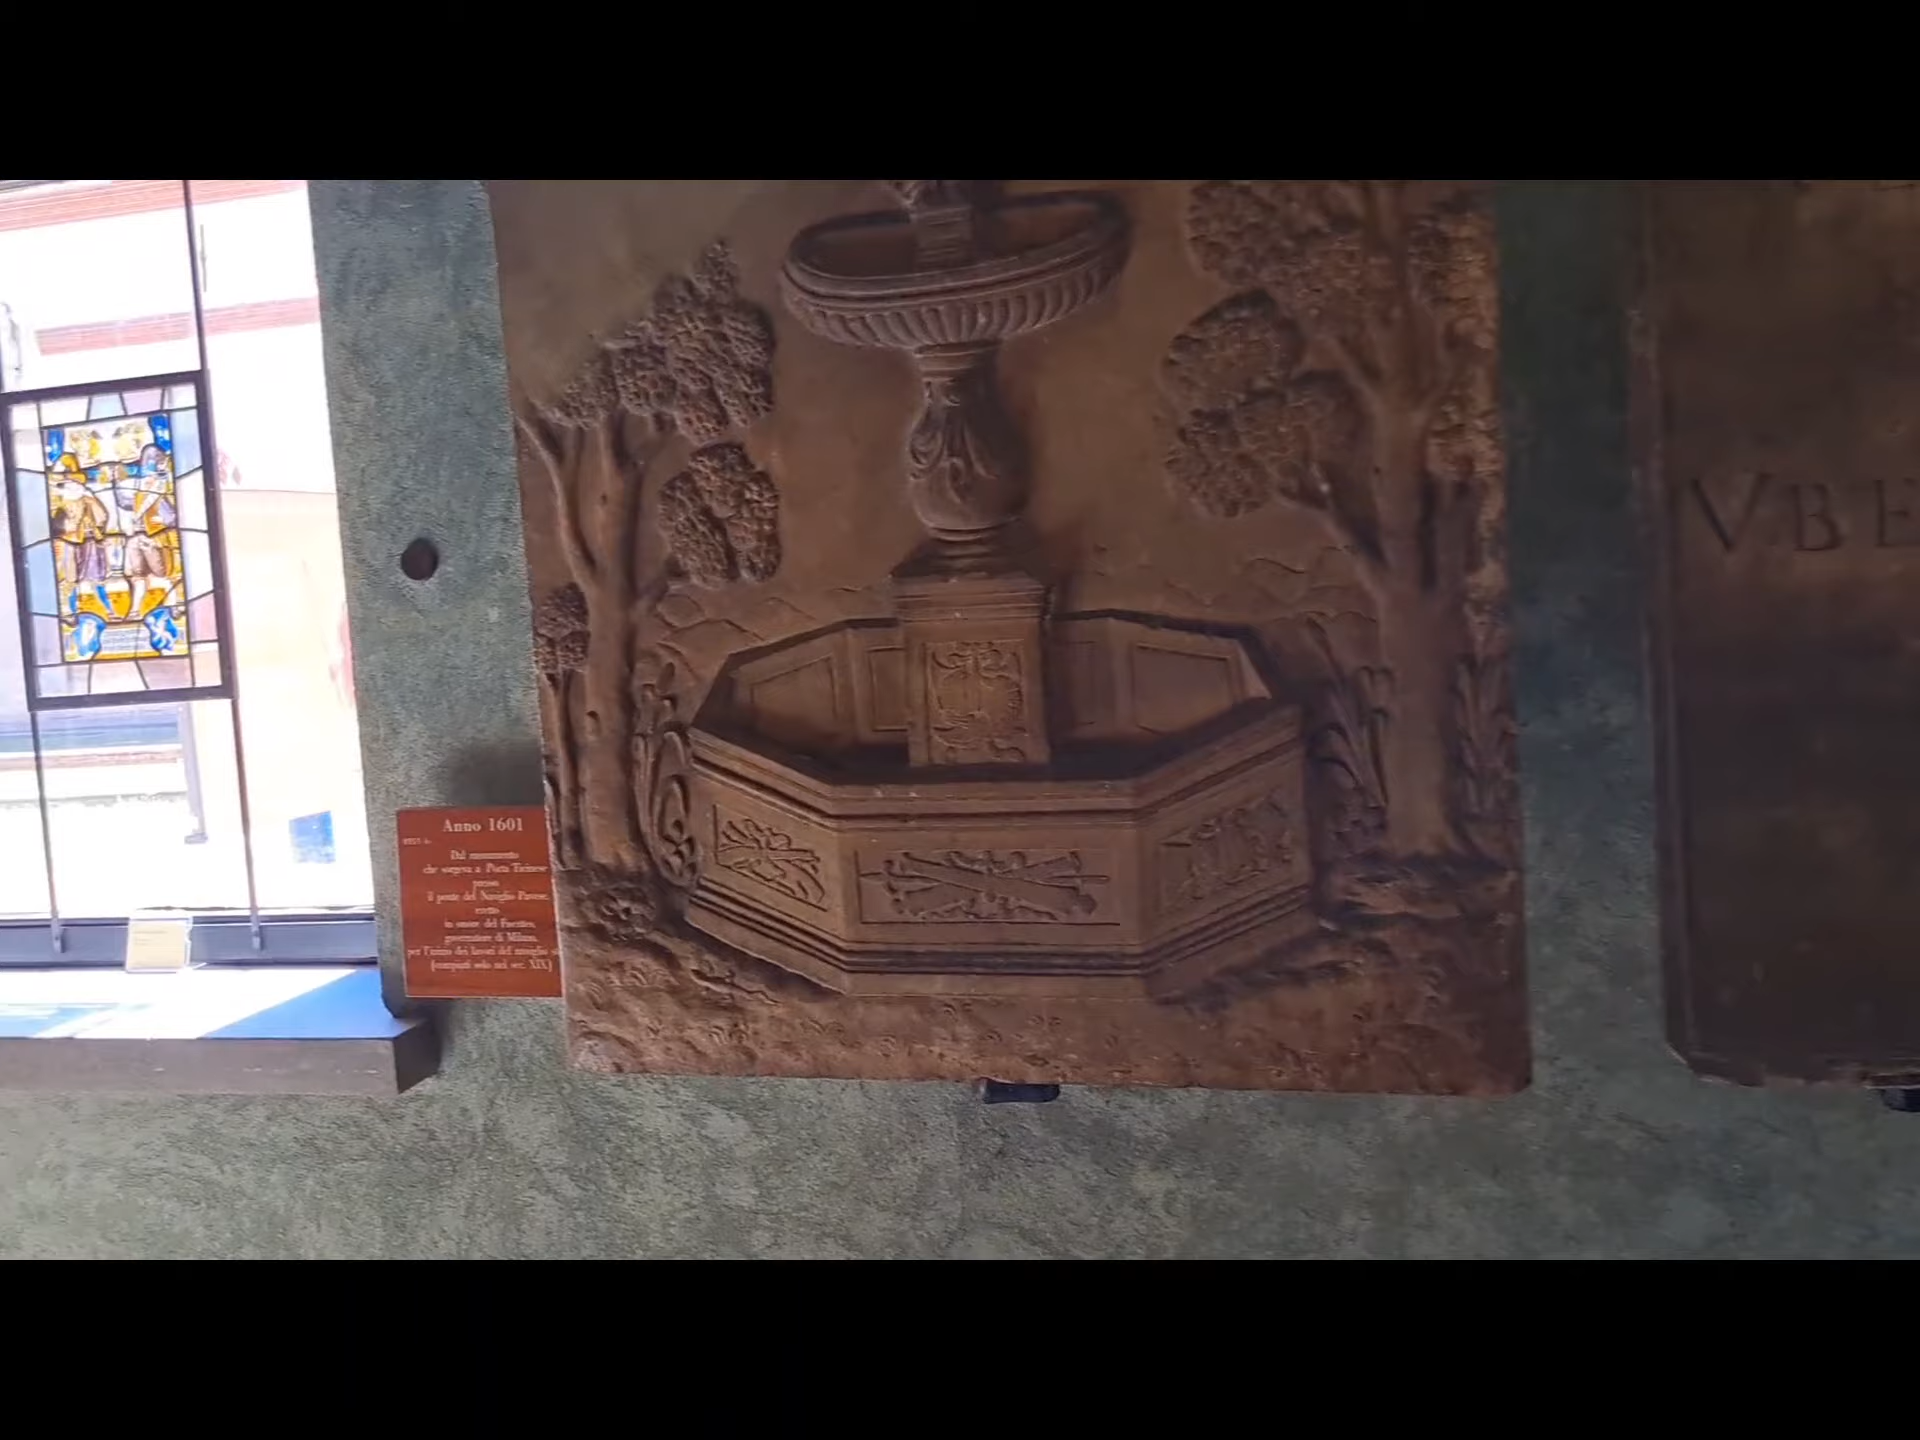 Anno 1601
Dal monumento
che sorgeva a Porta Ticinese
presso
il ponte del Naviglio Pavese,
eretto
in onore del Fuentes,
governatore di Milano,
per l'inizio dei lavori del naviglio
(compiuti solo nel sec. XIX)
VBE